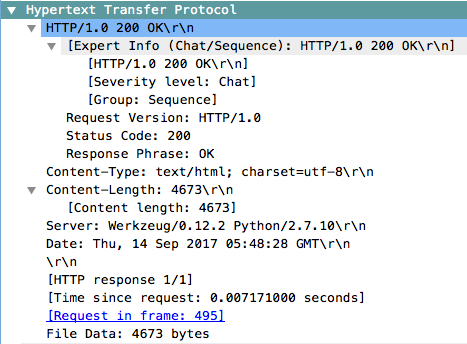 Hypertext Transfer Protocol
HTTP/1.0 200 OK\r\n
[Expert Info (Chat/Sequence): HTTP/1.0 200 OK\r\n]
[HTTP/1.0 200 OK\r\n]
[Severity level: Chat]
[Group: Sequence]
Request Version: HTTP/1.0
Status Code: 200
Response Phrase: OK
Content-Type: text/html; charset=utf-8\r\n
Content-Length: 4673\r\n
[Content length: 4673]
Server: Werkzeug/0.12.2 Python/2.7.10\r\n
Date: Thu, 14 Sep 2017 05:48:28 GMT\r\n
\r\n
[HTTP response 1/1]
[Time since request: 0.007171000 seconds]
[Request in frame: 495]
File Data: 4673 bytes